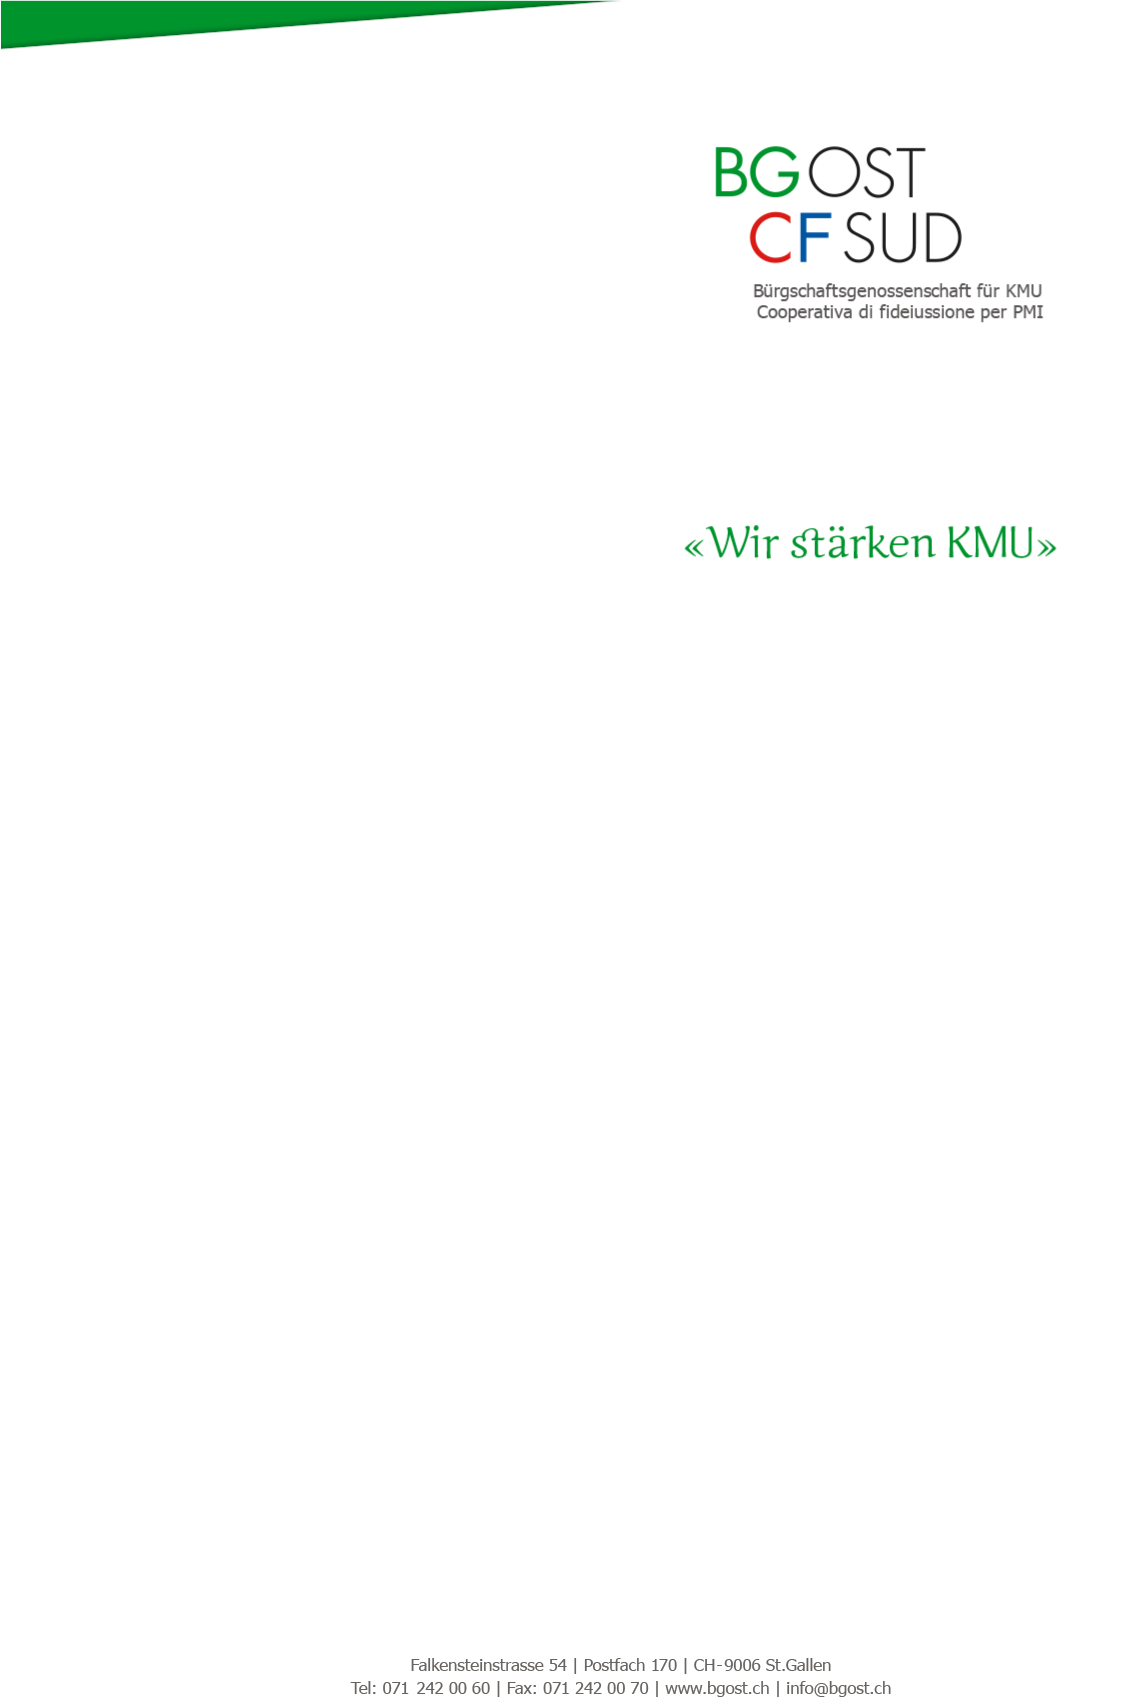 BG OST
CF SUD
Bürgschaftsgenossenschaft für KMU
Cooperativa di fideiussione per PMI
«Wir stärken KMU»
Falkensteinstrasse 54 | Postfach 170 | CH-9006 St.Gallen
Tel: 071 242 00 60 | Fax: 071 242 00 70 | www.bgost.ch | info@bgost.ch